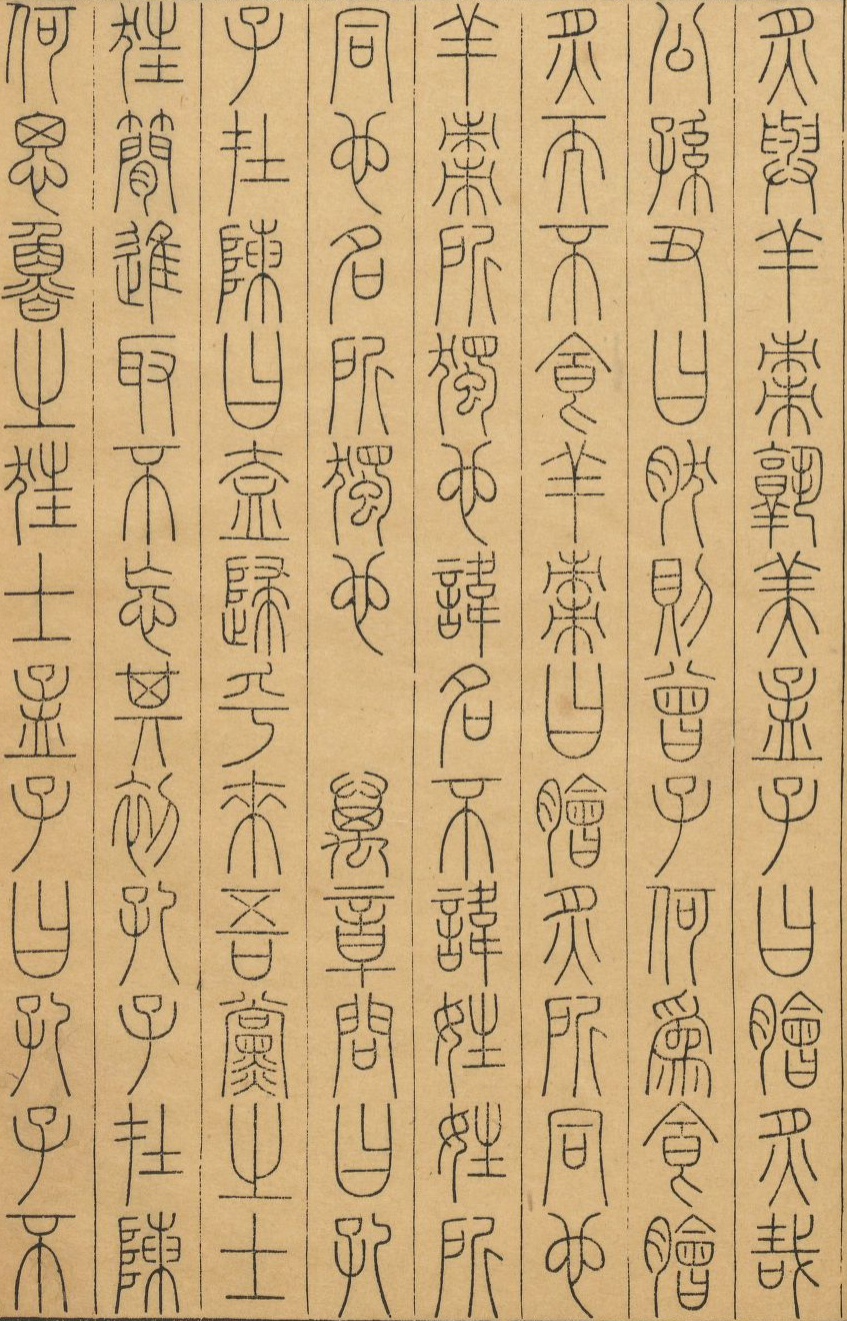 炙與羊棗孰美孟子曰膾炙哉
公孫丑曰然則曾子何爲食膾
炙而不食羊棗曰膾炙所同也
羊棗所獨也諱名不諱姓姓所
同也名所獨也　萬章問曰孔
子在陳曰盍歸乎來吾黨之士
狂簡進取不忘其初孔子在陳
何思魯之狂士孟子曰孔子不